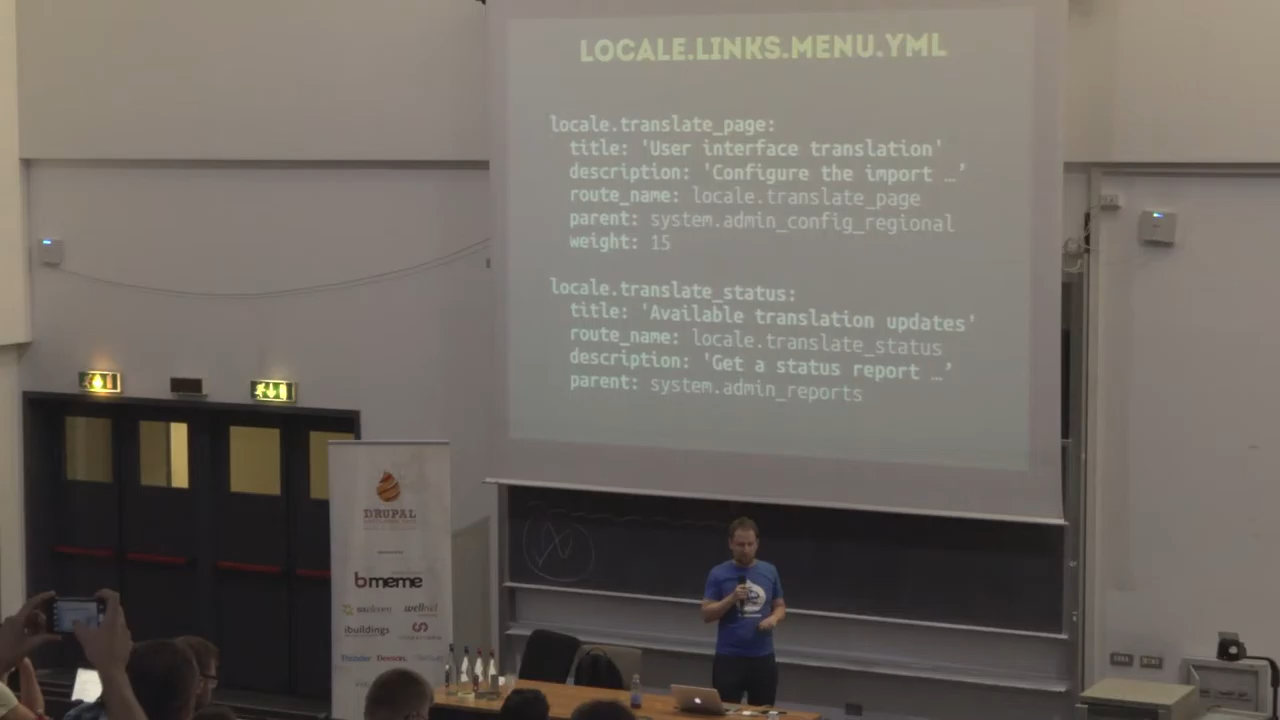 LOCALE.LINKS.MENU.YML
locale.translate_page:
title: 'User interface translation'
description: 'Configure the import …'
route_name: locale.translate_page
parent: system.admin_config_regional
weight: 15
locale.translate_status:
title: 'Available translation updates'
route_name: locale.translate_status
description: 'Get a status report …'
parent: system.admin_reports
DRUPAL
bmeme
wellnet
ibuildings